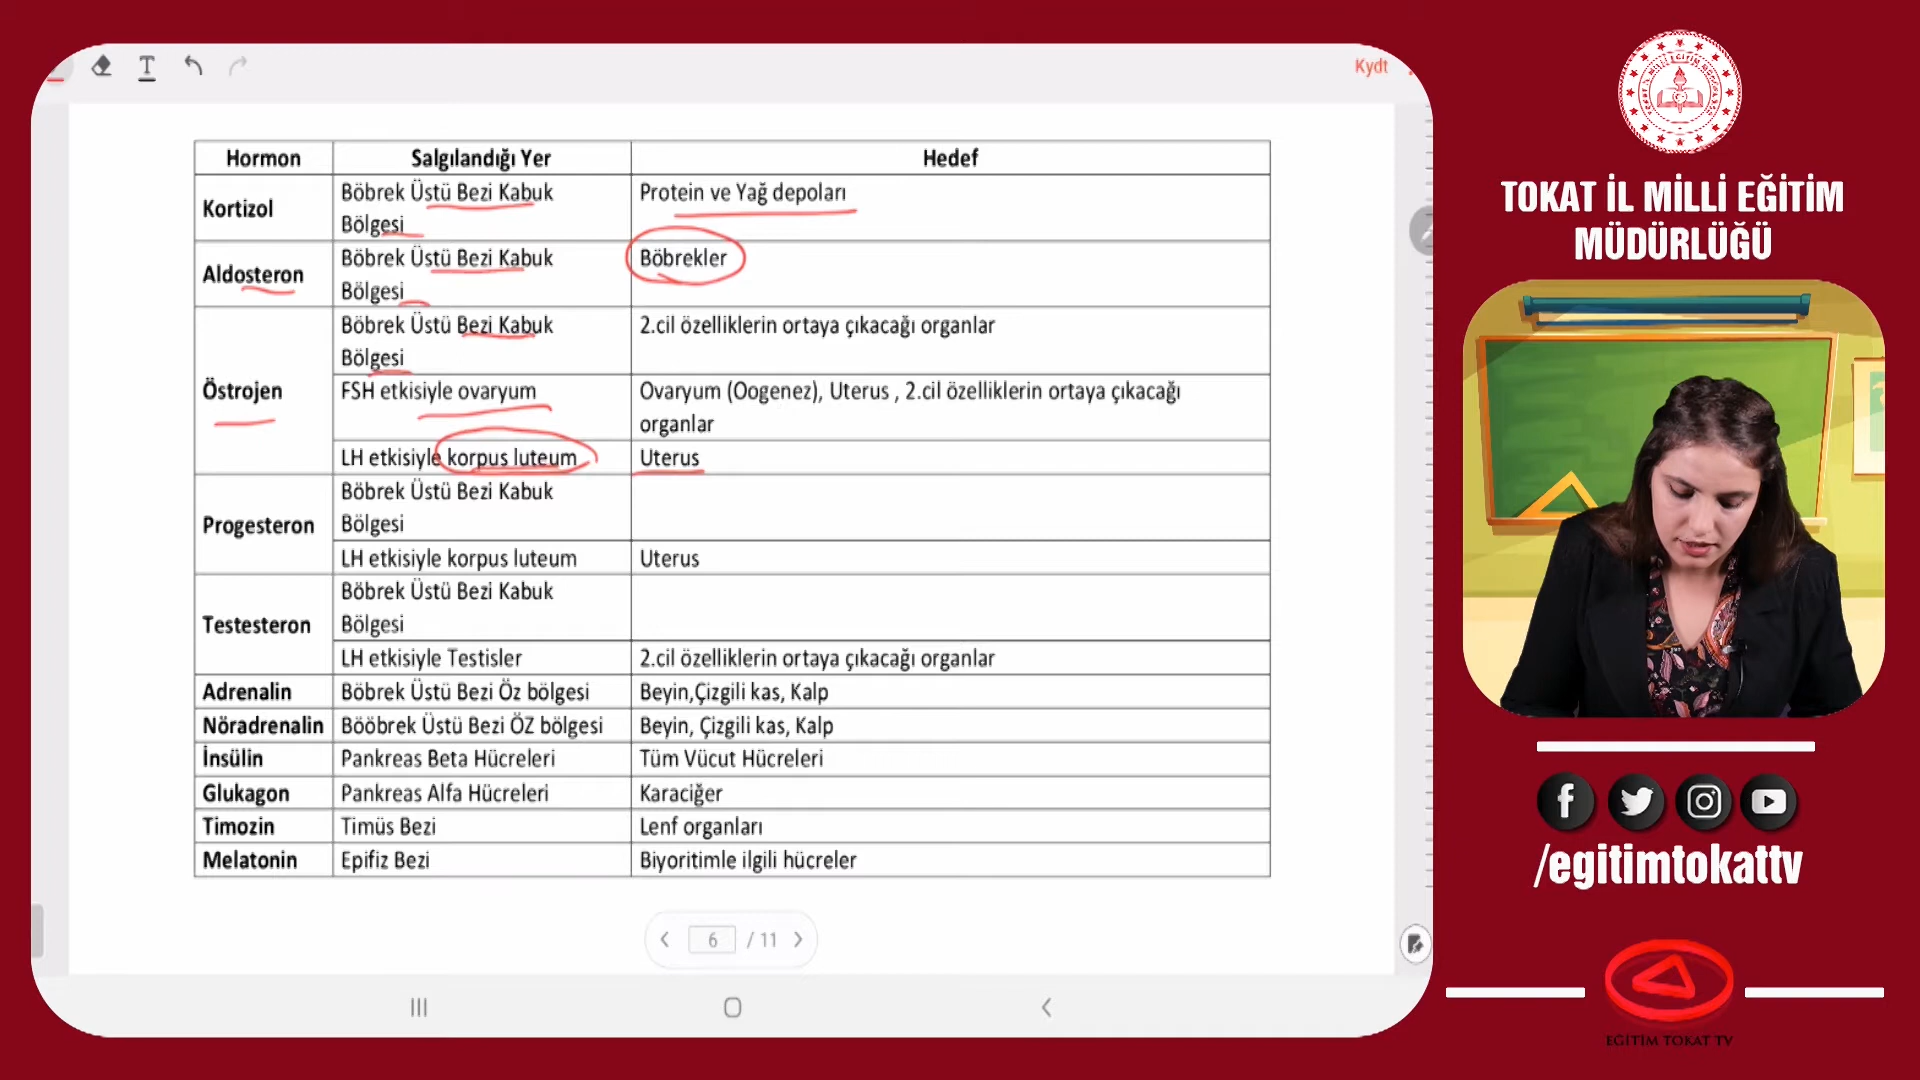 T
Kydt
Hormon Salgılandığı Yer Hedef
Kortizol Böbrek Üstü Bezi Kabuk Bölgesi Protein ve Yağ depoları
Aldosteron Böbrek Üstü Bezi Kabuk Bölgesi Böbrekler
Östrojen Böbrek Üstü Bezi Kabuk Bölgesi 2.cil özelliklerin ortaya çıkacağı organlar
FSH etkisiyle ovaryum Ovaryum (Oogenez), Uterus , 2.cil özelliklerin ortaya çıkacağı organlar
LH etkisiyle korpus luteum Uterus
Progesteron Böbrek Üstü Bezi Kabuk Bölgesi
LH etkisiyle korpus luteum Uterus
Testesteron Böbrek Üstü Bezi Kabuk Bölgesi
LH etkisiyle Testisler 2.cil özelliklerin ortaya çıkacağı organlar
Adrenalin Böbrek Üstü Bezi Öz bölgesi Beyin,Çizgili kas, Kalp
Nöradrenalin Bööbrek Üstü Bezi ÖZ bölgesi Beyin, Çizgili kas, Kalp
İnsülin Pankreas Beta Hücreleri Tüm Vücut Hücreleri
Glukagon Pankreas Alfa Hücreleri Karaciğer
Timozin Timüs Bezi Lenf organları
Melatonin Epifiz Bezi Biyoritimle ilgili hücreler
6 / 11
TOKAT İL MİLLİ EĞİTİM
MÜDÜRLÜĞÜ
/egitimtokattv
EĞİTİM TOKAT TV